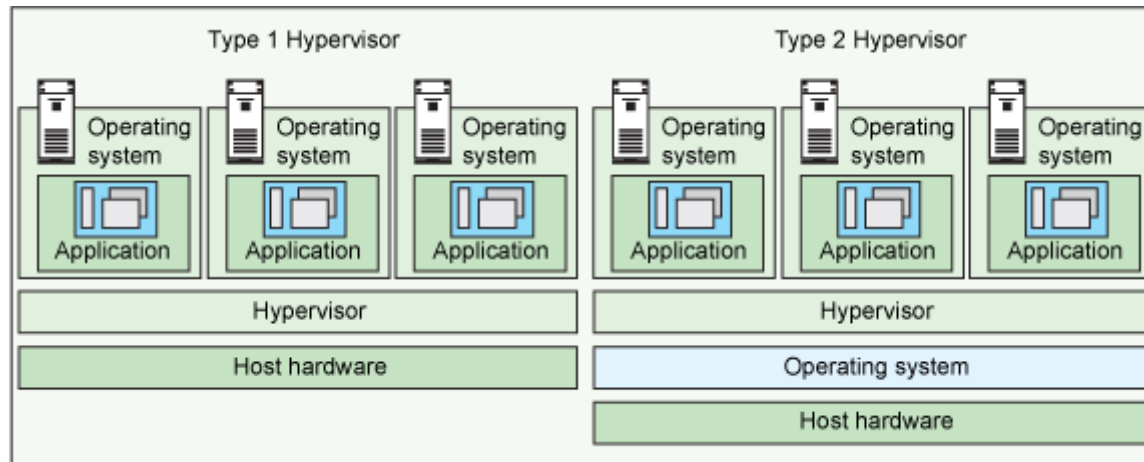 Type 1 Hypervisor
Operating
system
Application
Operating
system
Application
Operating
system
Application
Hypervisor
Host hardware
Type 2 Hypervisor
Operating
system
Application
Operating
system
Application
Operating
system
Application
Hypervisor
Operating system
Host hardware